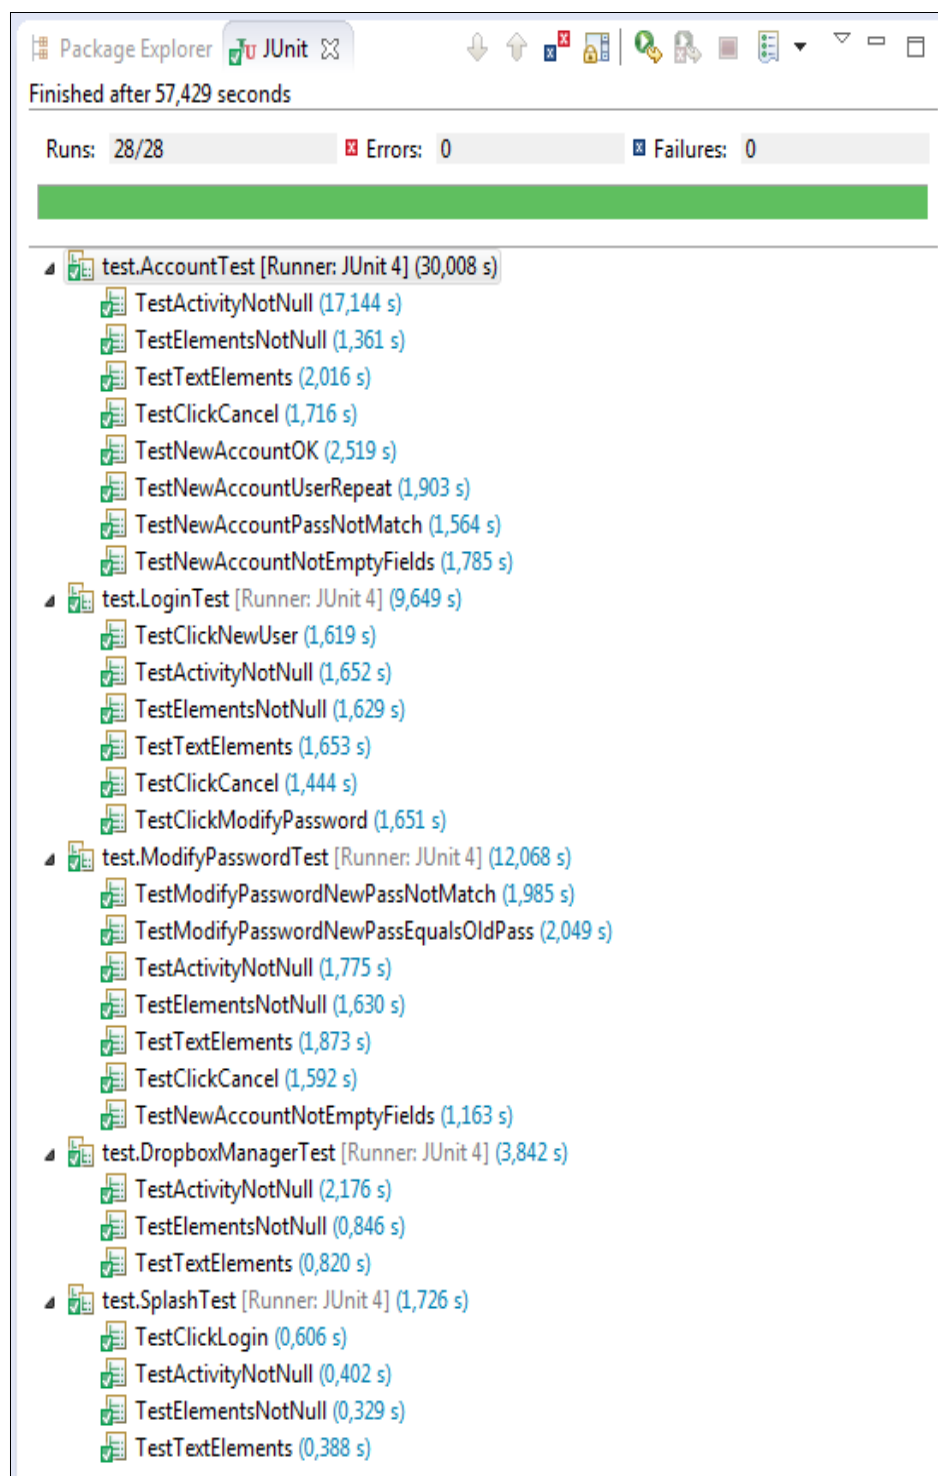 Package Explorer JUnit
Finished after 57,429 seconds
Runs: 28/28 Errors: 0 Failures: 0
test.AccountTest [Runner: JUnit 4] (30,008 s)
TestActivityNotNull (17,144 s)
TestElementsNotNull (1,361 s)
TestTextElements (2,016 s)
TestClickCancel (1,716 s)
TestNewAccountOK (2,519 s)
TestNewAccountUserRepeat (1,903 s)
TestNewAccountPassNotMatch (1,564 s)
TestNewAccountNotEmptyFields (1,785 s)
test.LoginTest [Runner: JUnit 4] (9,649 s)
TestClickNewUser (1,619 s)
TestActivityNotNull (1,652 s)
TestElementsNotNull (1,629 s)
TestTextElements (1,653 s)
TestClickCancel (1,444 s)
TestClickModifyPassword (1,651 s)
test.ModifyPasswordTest [Runner: JUnit 4] (12,068 s)
TestModifyPasswordNewPassNotMatch (1,985 s)
TestModifyPasswordNewPassEqualsOldPass (2,049 s)
TestActivityNotNull (1,775 s)
TestElementsNotNull (1,630 s)
TestTextElements (1,873 s)
TestClickCancel (1,592 s)
TestNewAccountNotEmptyFields (1,163 s)
test.DropboxManagerTest [Runner: JUnit 4] (3,842 s)
TestActivityNotNull (2,176 s)
TestElementsNotNull (0,846 s)
TestTextElements (0,820 s)
test.SplashTest [Runner: JUnit 4] (1,726 s)
TestClickLogin (0,606 s)
TestActivityNotNull (0,402 s)
TestElementsNotNull (0,329 s)
TestTextElements (0,388 s)